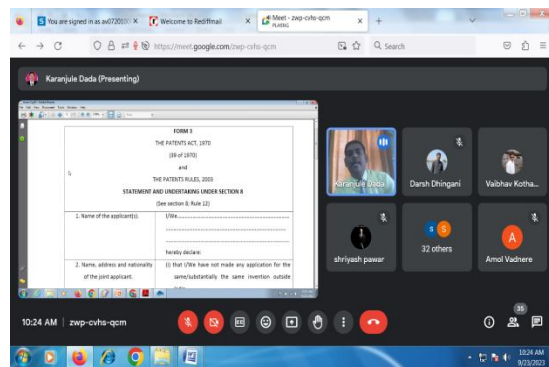 You are signed in as av0720100
Welcome to Rediffmail
Meet - zwp-cvhs-qcm
PLAYING
https://meet.google.com/zwp-cvhs-qcm
Search
Karanjule Dada (Presenting)
FORM 3
THE PATENTS ACT, 1970
(39 of 1970)
and
THE PATENTS RULES, 2003
STATEMENT AND UNDERTAKING UNDER SECTION 8
(See section 8; Rule 12)
1. Name of the applicant(s).
I/We
hereby declare:
2. Name, address and nationality
of the joint applicant.
(i) that I/We have not made any application for the
same/substantially the same invention outside
Karanjule Dada
Darsh Dhingani
Vaibhav Kotha...
shriyash pawar
S
S
32 others
A
Amol Vadnere
10:24 AM | zwp-cvhs-qcm
35
10:24 AM
9/23/2023